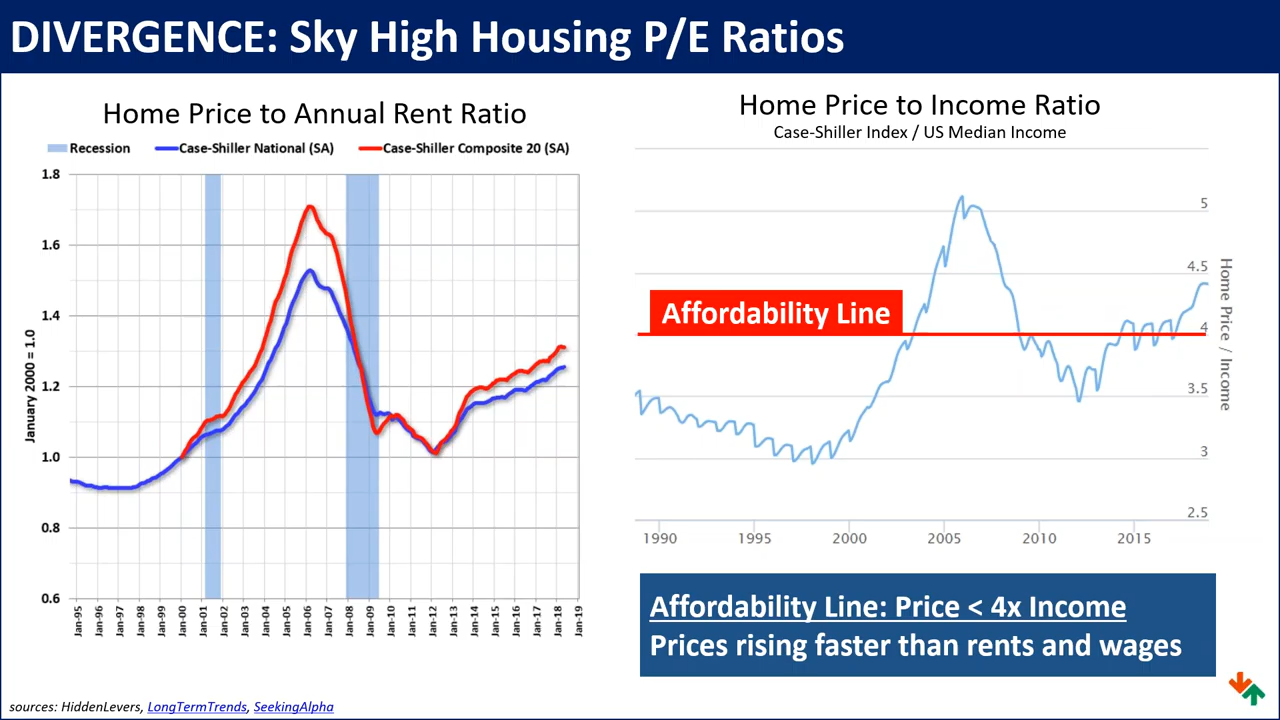 DIVERGENCE: Sky High Housing P/E Ratios
Home Price to Annual Rent Ratio
Recession
Case-Shiller National (SA)
Case-Shiller Composite 20 (SA)
January 2000 = 1.0
1.8
1.6
1.4
1.2
1.0
0.8
0.6
Jan-95
Jan-96
Jan-97
Jan-98
Jan-99
Jan-00
Jan-01
Jan-02
Jan-03
Jan-04
Jan-05
Jan-06
Jan-07
Jan-08
Jan-09
Jan-10
Jan-11
Jan-12
Jan-13
Jan-14
Jan-15
Jan-16
Jan-17
Jan-18
Jan-19
Home Price to Income Ratio
Case-Shiller Index / US Median Income
5
4.5
4
3.5
3
2.5
Home Price / Income
Affordability Line
1990
1995
2000
2005
2010
2015
Affordability Line: Price < 4x Income
Prices rising faster than rents and wages
sources: HiddenLevers, LongTermTrends, SeekingAlpha